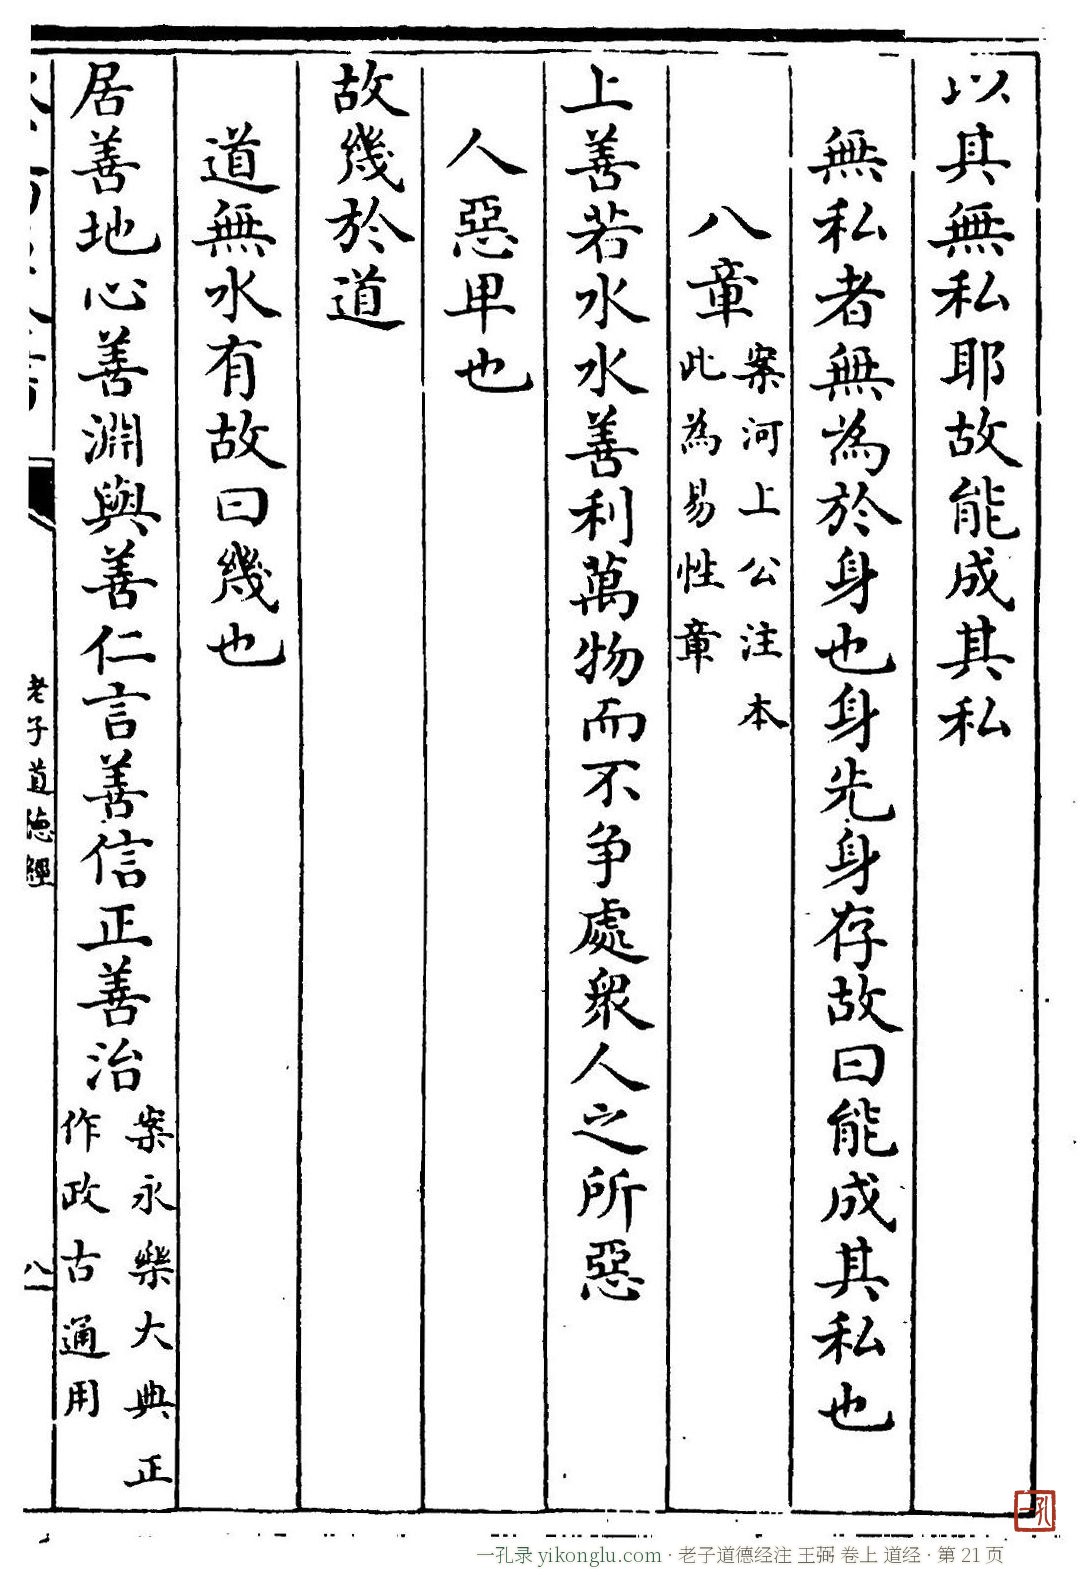 以其無私耶故能成其私
無私者無為於身也身先身存故曰能成其私也
八章
案河上公注本
此為易性章
上善若水水善利萬物而不争處衆人之所惡
人惡卑也
故幾於道
道無水有故曰幾也
居善地心善淵與善仁言善信正善治
案永樂大典正
作政古通用
老子道德經
八
一孔
一孔录 yikonglu.com · 老子道德经注 王弼 卷上 道经 · 第 21 页